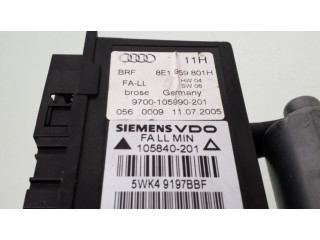 11H
BRF 8E1 959 801H
FA-LL HW 04
SW 06
brose Germany
9700-105990-201
056 0009 11.07.2005
SIEMENS VDO
FA LL MIN
105840-201
5WK4 9197BBF